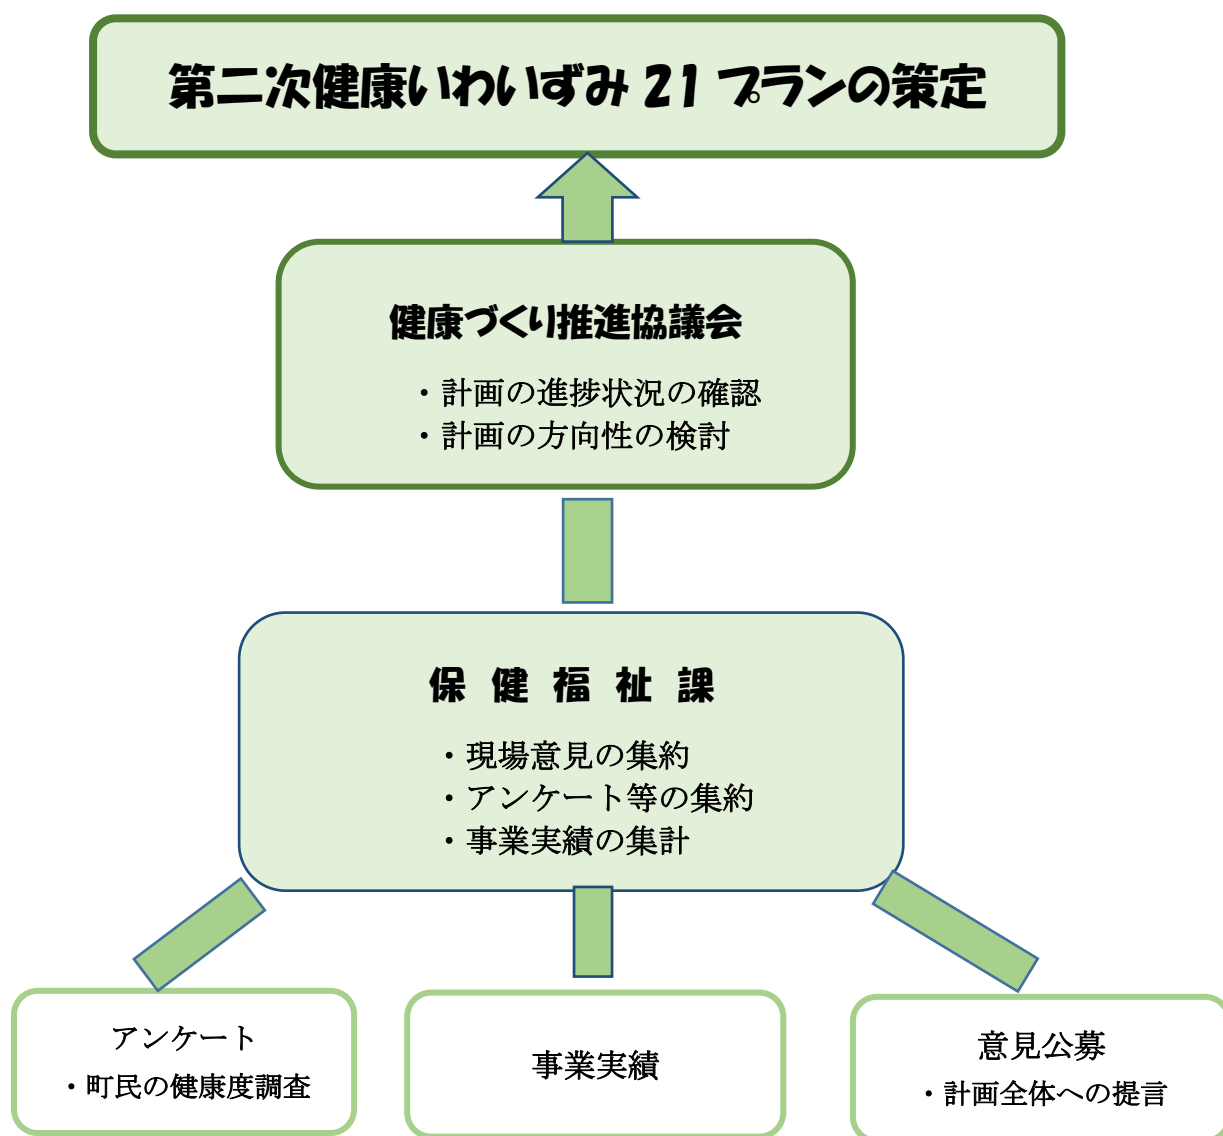 第二次健康いわいずみ 21 プランの策定
健康づくり推進協議会
・計画の進捗状況の確認
・計画の方向性の検討
保 健 福 祉 課
・現場意見の集約
・アンケート等の集約
・事業実績の集計
アンケート
・町民の健康度調査
事業実績
意見公募
・計画全体への提言